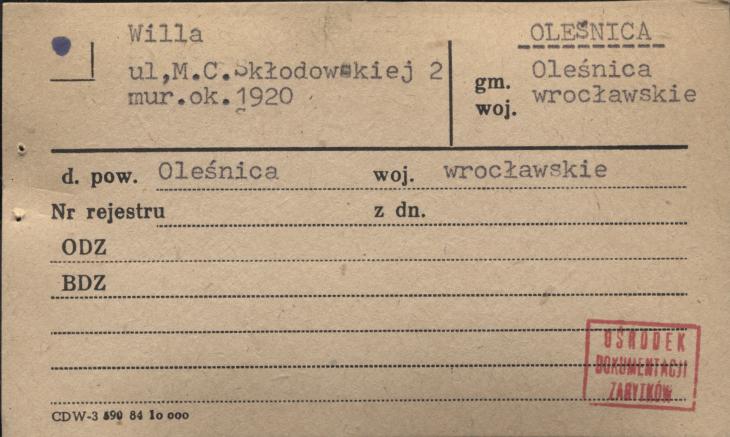 Willa
ul,M.C.Skłodowskiej 2
mur.ok.1920
OLEŚNICA
gm. Oleśnica
woj. wrocławskie
d. pow. Oleśnica woj. wrocławskie
Nr rejestru z dn.
ODZ
BDZ
OŚRODEK
DOKUMENTACJI
ZABYTKÓW
CDW-3 590 84 1o 000